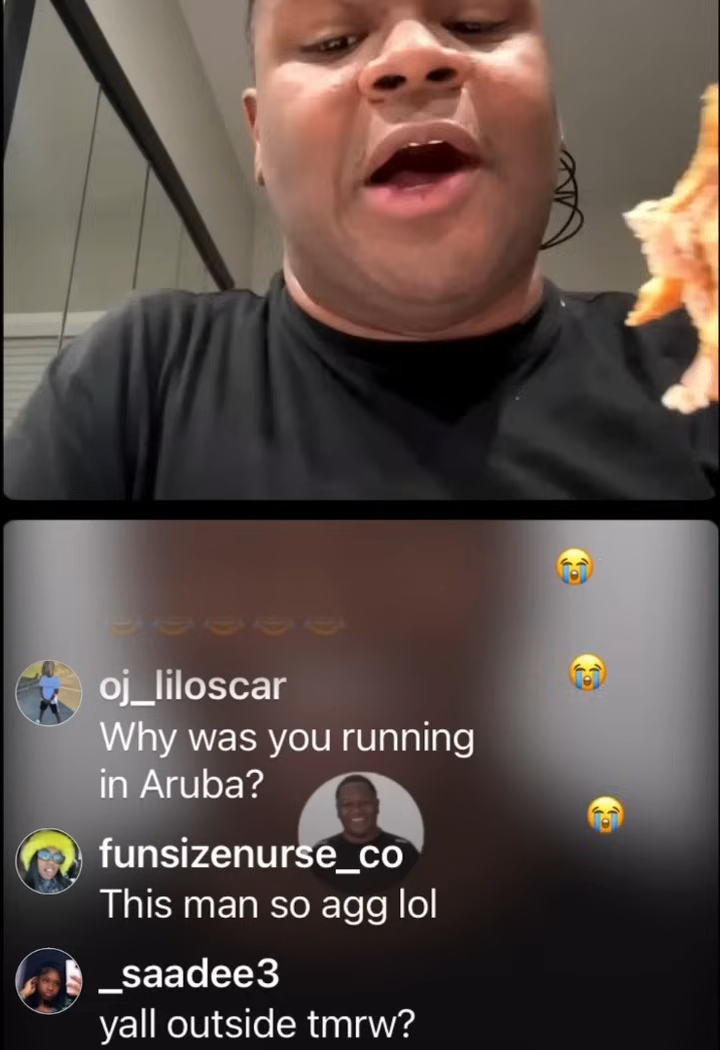 oj_liloscar
Why was you running
in Aruba?
funsizenurse_co
This man so agg lol
_saadee3
yall outside tmrw?